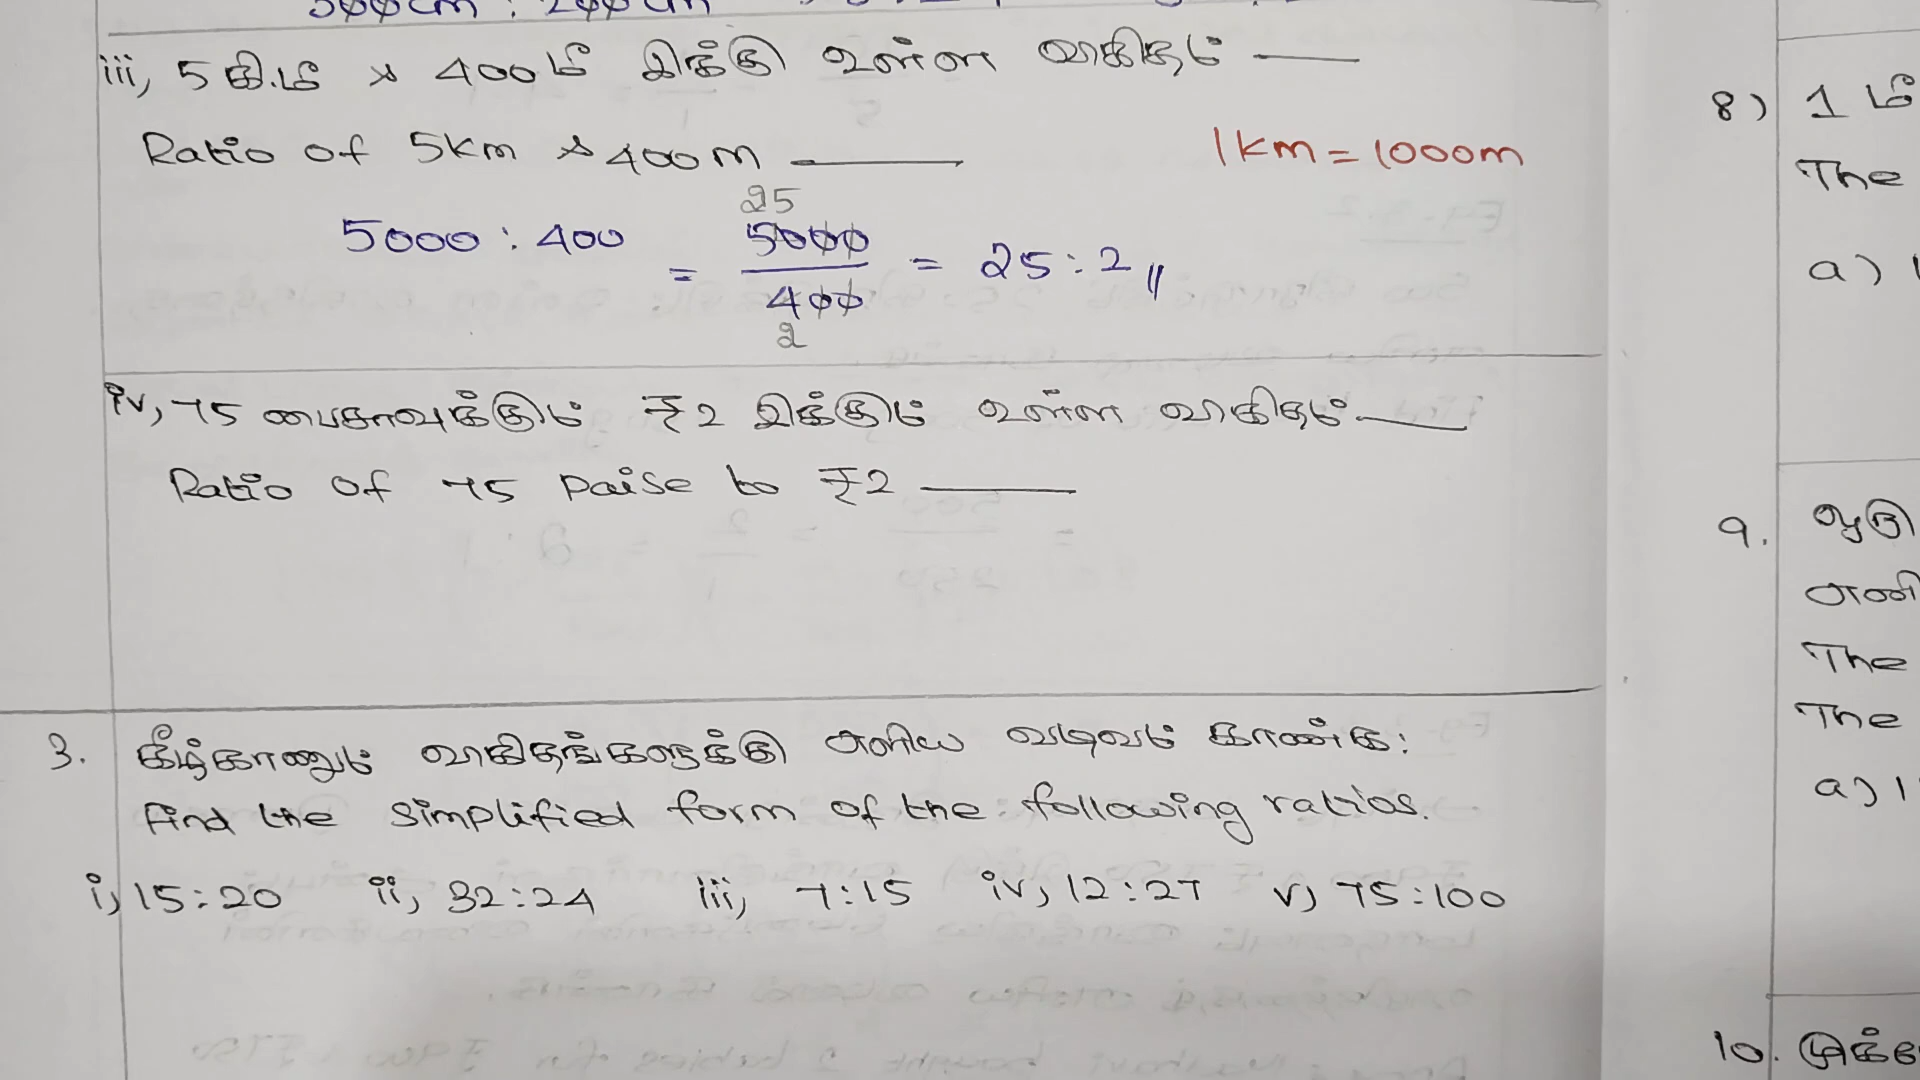 500cm : 200cm
iii, 5 கி.மீ & 400 மீ இக்கு உள்ள விகிதம்
Ratio of 5km & 400m
1km = 1000m
25
5000 : 400 = 5000 / 400 = 25 : 2 //
2
iv, 75 பைசாவுக்கும் ₹2 இக்கும் உள்ள விகிதம்
Ratio of 75 paise to ₹2
3. கீழ்காணும் விகிதங்களுக்கு எளிய வடிவம் காண்க:
Find the simplified form of the following ratios.
i, 15:20 ii, 32:24 iii, 7:15 iv, 12:27 v, 75:100
8) 1 மீ
The
a)
9.
The
The
a) 1
10.